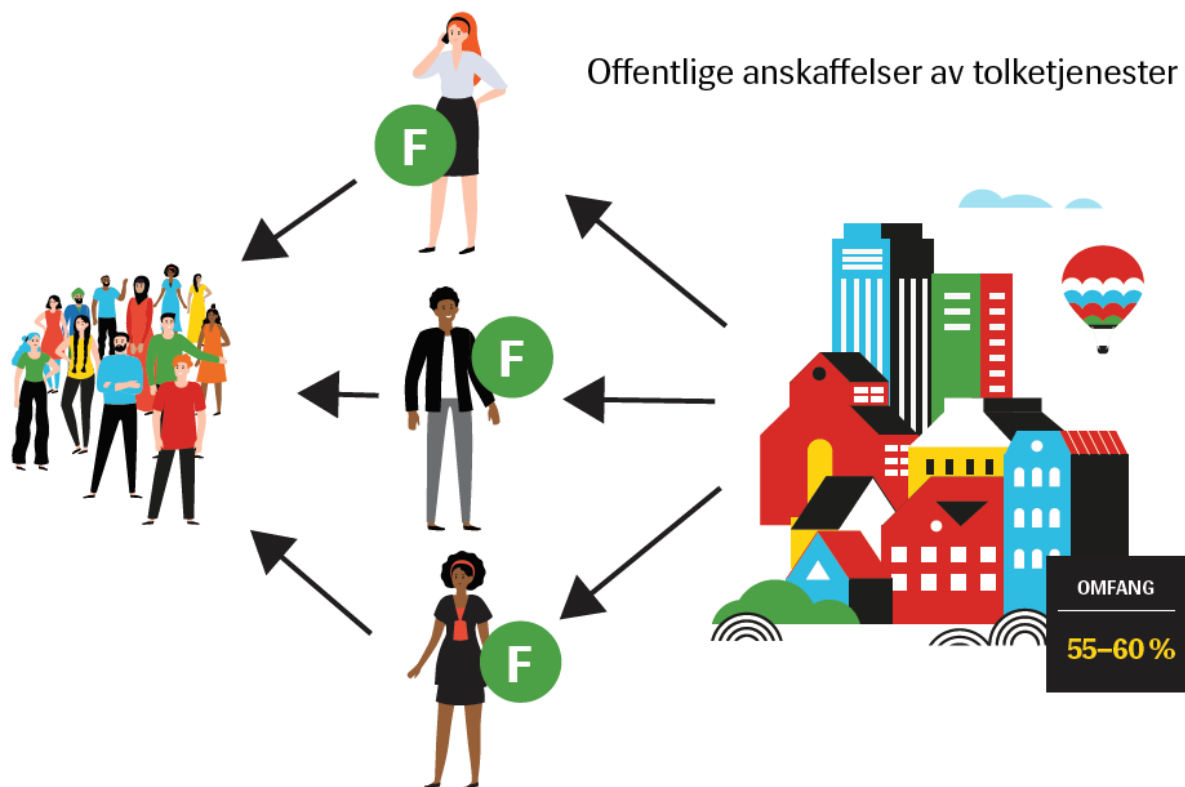 Offentlige anskaffelser av tolketjenester
F
F
F
OMFANG
55–60 %